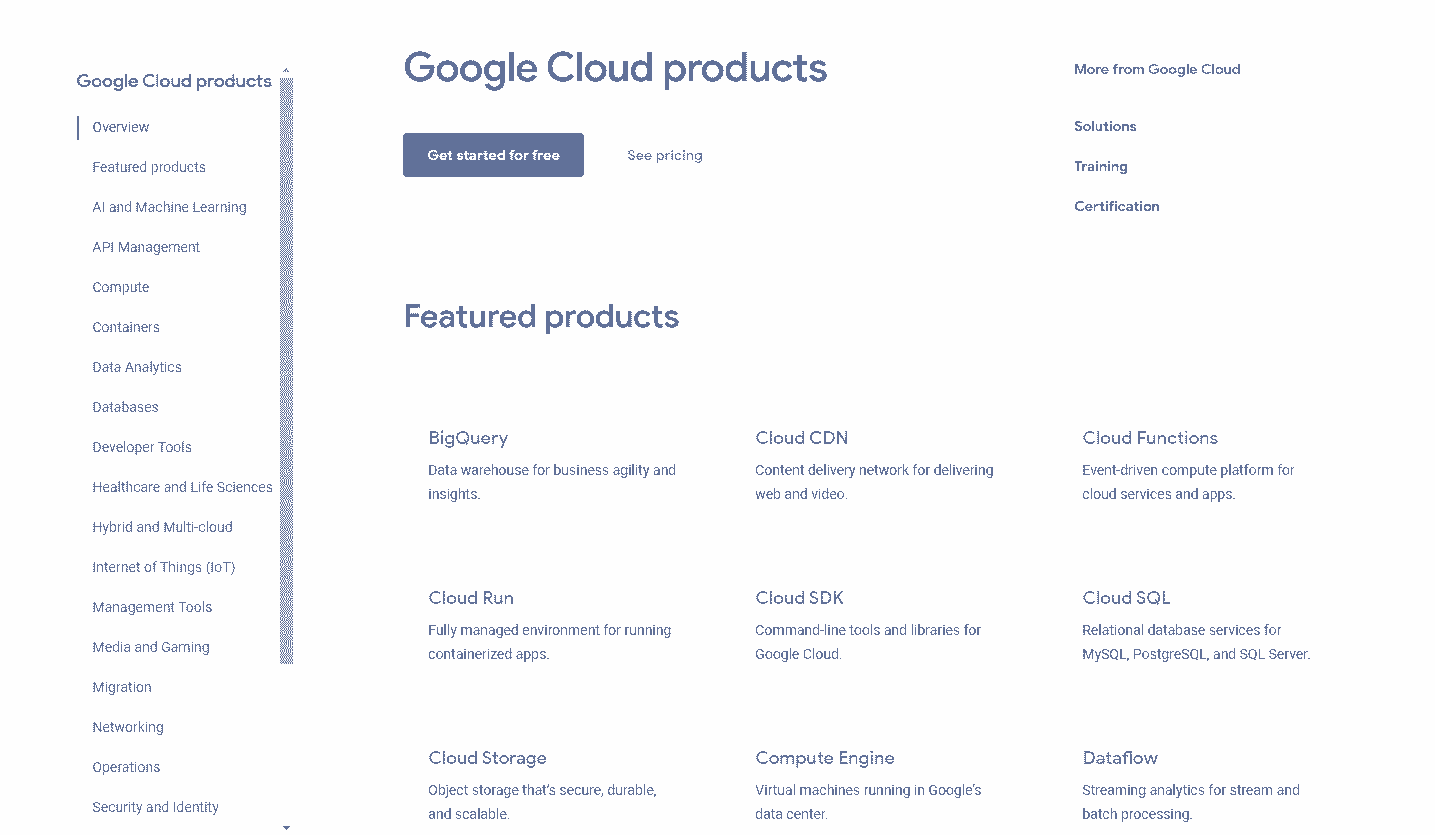 Google Cloud products
Overview
Featured products
AI and Machine Learning
API Management
Compute
Containers
Data Analytics
Databases
Developer Tools
Healthcare and Life Sciences
Hybrid and Multi-cloud
Internet of Things (IoT)
Management Tools
Media and Gaming
Migration
Networking
Operations
Security and Identity
Google Cloud products
Get started for free
See pricing
Featured products
BigQuery
Data warehouse for business agility and
insights.
Cloud CDN
Content delivery network for delivering
web and video.
Cloud Functions
Event-driven compute platform for
cloud services and apps.
Cloud Run
Fully managed environment for running
containerized apps.
Cloud SDK
Command-line tools and libraries for
Google Cloud.
Cloud SQL
Relational database services for
MySQL, PostgreSQL, and SQL Server.
Cloud Storage
Object storage that's secure, durable,
and scalable.
Compute Engine
Virtual machines running in Google's
data center.
Dataflow
Streaming analytics for stream and
batch processing.
More from Google Cloud
Solutions
Training
Certification